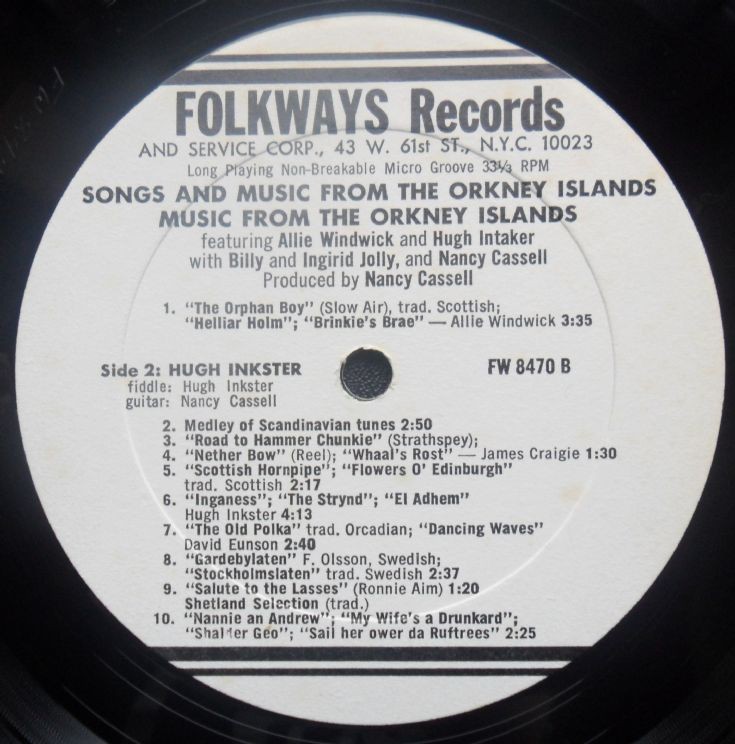 FOLKWAYS Records
AND SERVICE CORP., 43 W. 61st ST., N.Y.C. 10023
Long Playing Non-Breakable Micro Groove 33⅓ RPM
SONGS AND MUSIC FROM THE ORKNEY ISLANDS
MUSIC FROM THE ORKNEY ISLANDS
featuring Allie Windwick and Hugh Intaker
with Billy and Ingirid Jolly, and Nancy Cassell
Produced by Nancy Cassell
1. "The Orphan Boy" (Slow Air), trad. Scottish;
"Helliar Holm"; "Brinkie's Brae" — Allie Windwick 3:35
Side 2: HUGH INKSTER FW 8470 B
fiddle: Hugh Inkster
guitar: Nancy Cassell
2. Medley of Scandinavian tunes 2:50
3. "Road to Hammer Chunkie" (Strathspey);
4. "Nether Bow" (Reel); "Whaal's Rost" — James Craigie 1:30
5. "Scottish Hornpipe"; "Flowers O' Edinburgh"
trad. Scottish 2:17
6. "Inganess"; "The Strynd"; "El Adhem"
Hugh Inkster 4:13
7. "The Old Polka" trad. Orcadian; "Dancing Waves"
David Eunson 2:40
8. "Gardebylaten" F. Olsson, Swedish;
"Stockholmslaten" trad. Swedish 2:37
9. "Salute to the Lasses" (Ronnie Aim) 1:20
Shetland Selection (trad.)
10. "Nannie an Andrew"; "My Wife's a Drunkard";
"Shalder Geo"; "Sail her ower da Ruftrees" 2:25